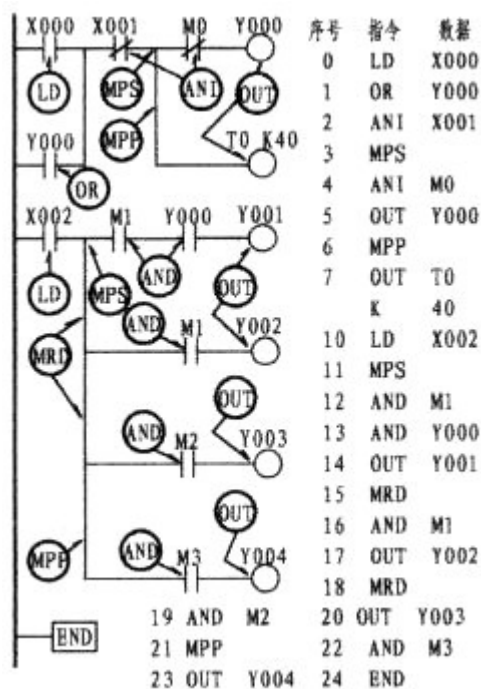 X000 X001 M0 Y000
LD MPS ANI OUT
MPP
Y000 T0 K40
OR
X002 M1 Y000 Y001
LD MPS AND OUT
AND M1 Y002
MRD
OUT
AND M2 Y003
OUT
MPP AND M3 Y004
END
序号 指令 数据
0 LD X000
1 OR Y000
2 ANI X001
3 MPS
4 ANI M0
5 OUT Y000
6 MPP
7 OUT T0
K 40
10 LD X002
11 MPS
12 AND M1
13 AND Y000
14 OUT Y001
15 MRD
16 AND M1
17 OUT Y002
18 MRD
19 AND M2 20 OUT Y003
21 MPP 22 AND M3
23 OUT Y004 24 END